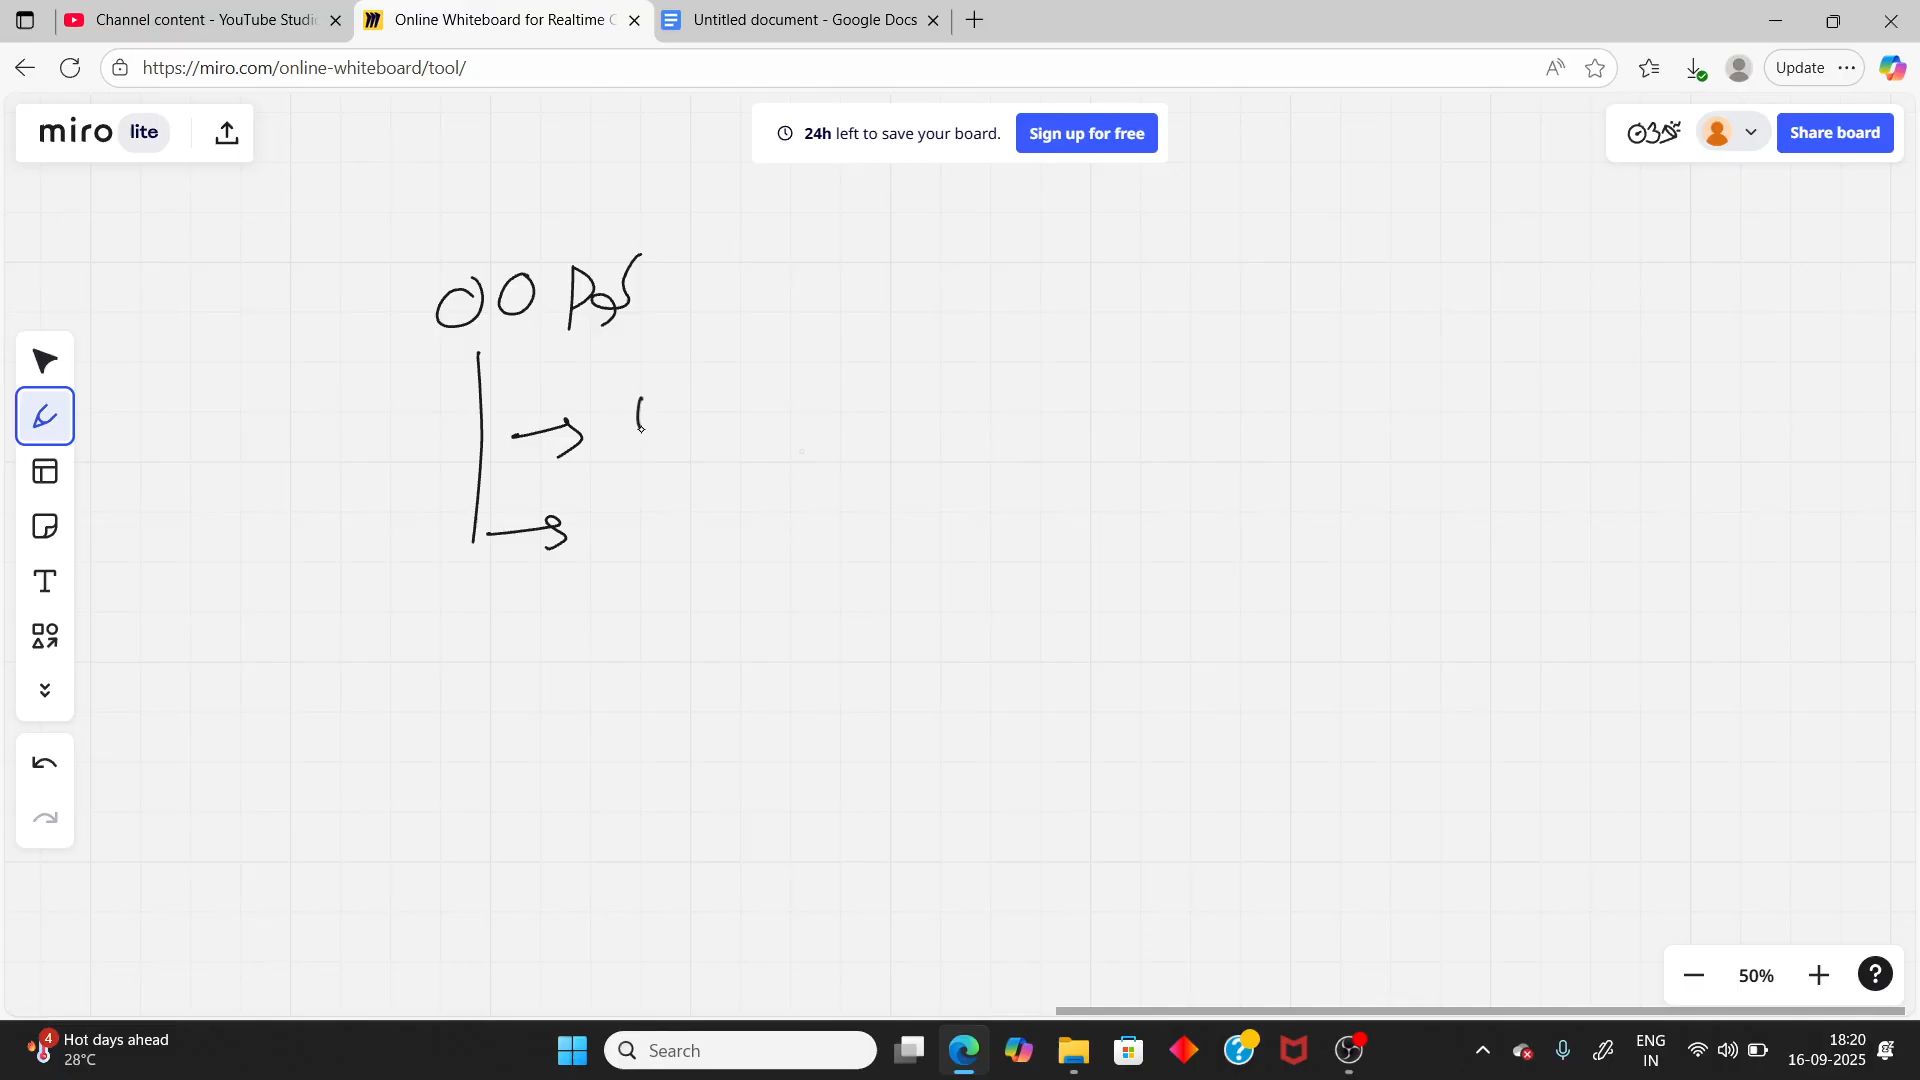 Channel content - YouTube Studi
Online Whiteboard for Realtime C
Untitled document - Google Docs
https://miro.com/online-whiteboard/tool/
Update
miro lite
24h left to save your board.
Sign up for free
Share board
OOPs
50%
Hot days ahead
28°C
4
Search
ENG
IN
18:20
16-09-2025